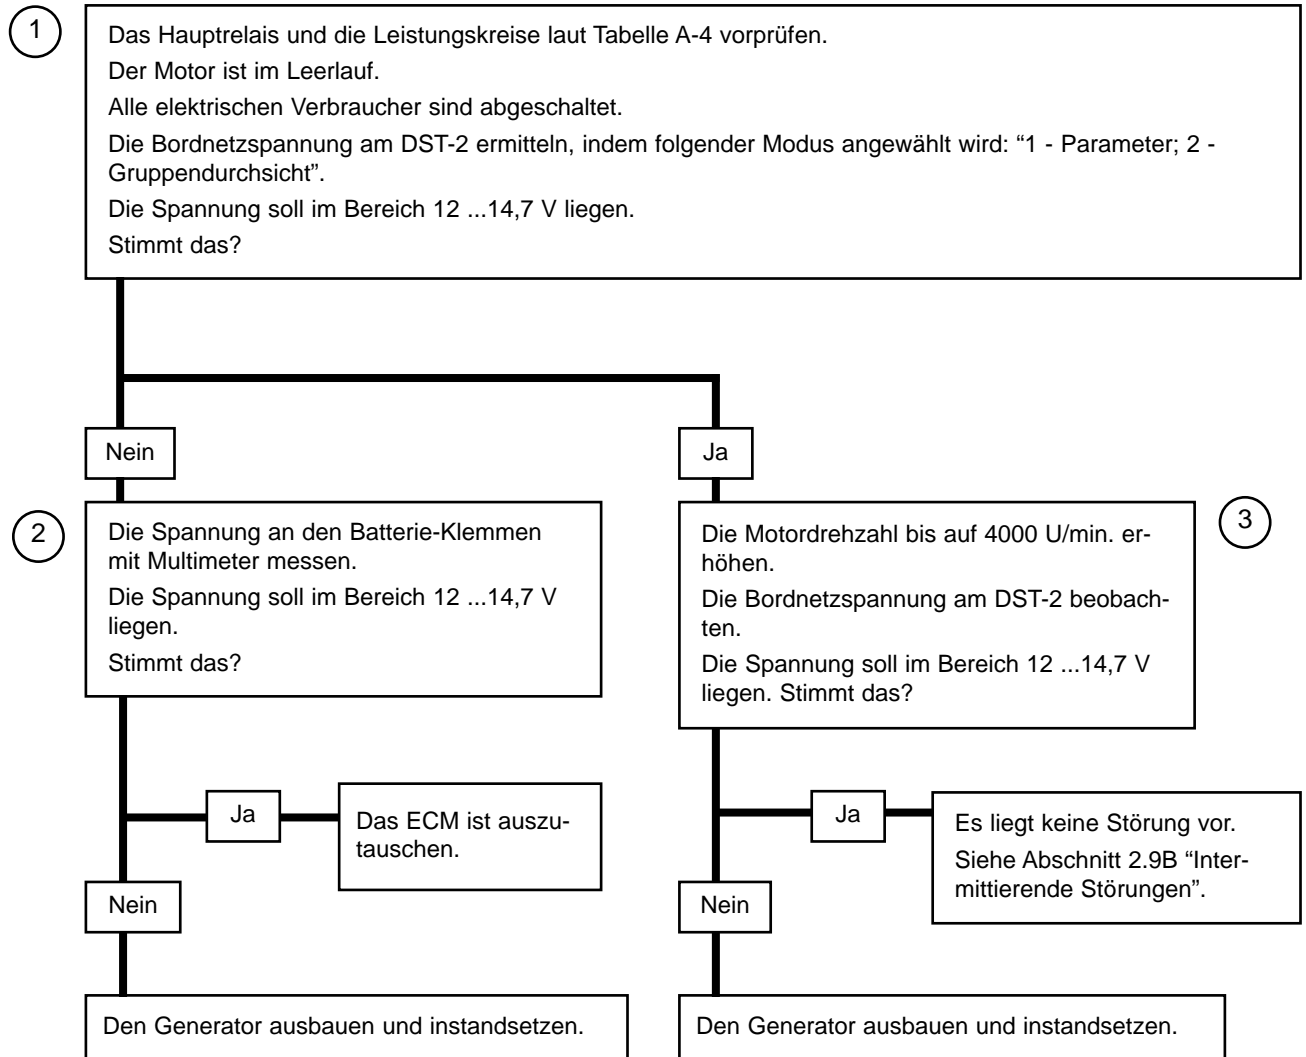 1
Das Hauptrelais und die Leistungskreise laut Tabelle A-4 vorprüfen.
Der Motor ist im Leerlauf.
Alle elektrischen Verbraucher sind abgeschaltet.
Die Bordnetzspannung am DST-2 ermitteln, indem folgender Modus angewählt wird: “1 - Parameter; 2 -
Gruppendurchsicht”.
Die Spannung soll im Bereich 12 ...14,7 V liegen.
Stimmt das?
Nein
Ja
2
Die Spannung an den Batterie-Klemmen
mit Multimeter messen.
Die Spannung soll im Bereich 12 ...14,7 V
liegen.
Stimmt das?
3
Die Motordrehzahl bis auf 4000 U/min. er-
höhen.
Die Bordnetzspannung am DST-2 beobach-
ten.
Die Spannung soll im Bereich 12 ...14,7 V
liegen. Stimmt das?
Ja
Das ECM ist auszu-
tauschen.
Ja
Es liegt keine Störung vor.
Siehe Abschnitt 2.9B “Inter-
mittierende Störungen”.
Nein
Nein
Den Generator ausbauen und instandsetzen.
Den Generator ausbauen und instandsetzen.